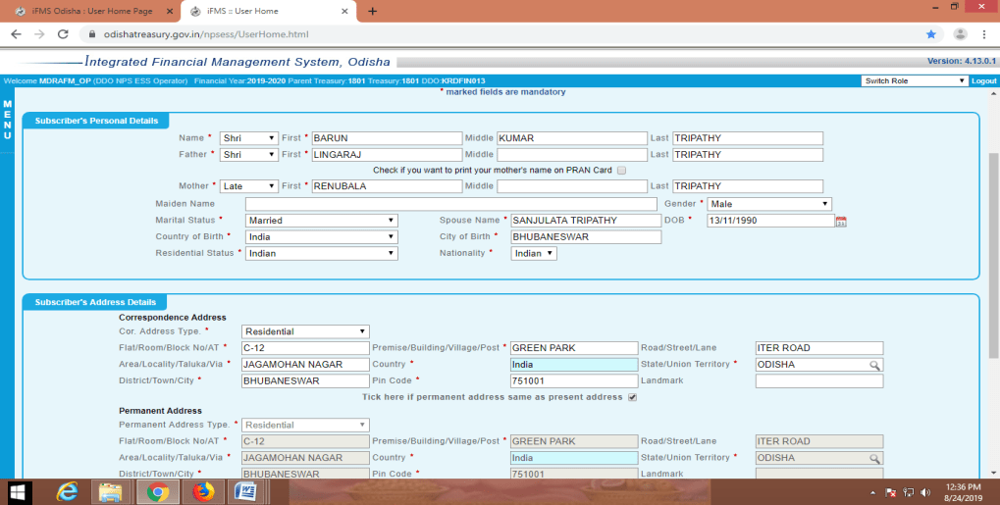 iFMS Odisha : User Home Page × iFMS :: User Home × +
odishatreasury.gov.in/npsess/UserHome.html
Integrated Financial Management System, Odisha Version: 4.13.0.1
Welcome MDRAFM_OP (DDO NPS ESS Operator) Financial Year:2019-2020 Parent Treasury:1801 Treasury:1801 DDO:KRDFIN013 Switch Role Logout
MENU
* marked fields are mandatory
Subscriber's Personal Details
Name * Shri First * BARUN Middle KUMAR Last TRIPATHY
Father * Shri First * LINGARAJ Middle Last TRIPATHY
Check if you want to print your mother's name on PRAN Card
Mother * Late First * RENUBALA Middle Last TRIPATHY
Maiden Name Gender * Male
Marital Status * Married Spouse Name * SANJULATA TRIPATHY DOB * 13/11/1990
Country of Birth * India City of Birth * BHUBANESWAR
Residential Status * Indian Nationality * Indian
Subscriber's Address Details
Correspondence Address
Cor. Address Type. * Residential
Flat/Room/Block No/AT * C-12 Premise/Building/Village/Post * GREEN PARK Road/Street/Lane ITER ROAD
Area/Locality/Taluka/Via * JAGAMOHAN NAGAR Country * India State/Union Territory * ODISHA
District/Town/City * BHUBANESWAR Pin Code * 751001 Landmark
Tick here if permanent address same as present address
Permanent Address
Permanent Address Type. * Residential
Flat/Room/Block No/AT * C-12 Premise/Building/Village/Post * GREEN PARK Road/Street/Lane ITER ROAD
Area/Locality/Taluka/Via * JAGAMOHAN NAGAR Country * India State/Union Territory * ODISHA
District/Town/City * BHUBANESWAR Pin Code * 751001 Landmark
12:36 PM
8/24/2019